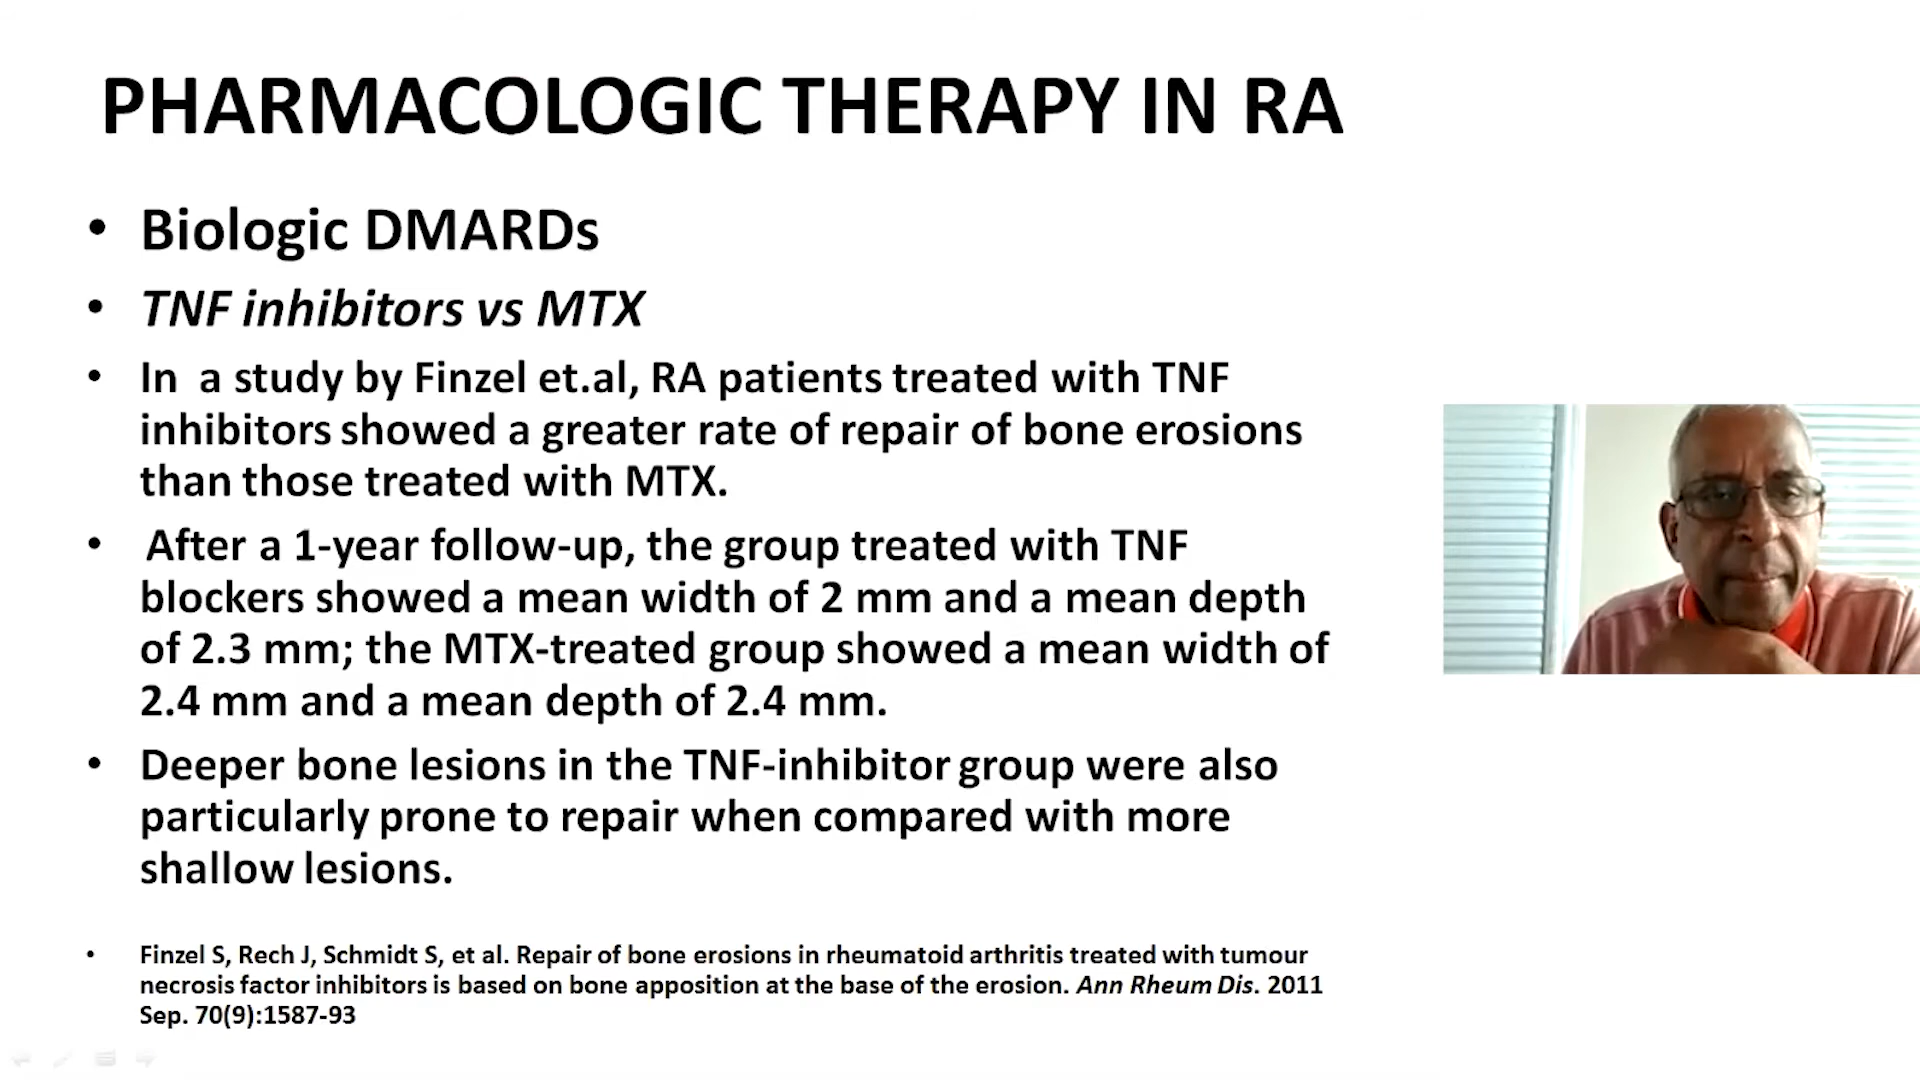 PHARMACOLOGIC THERAPY IN RA
• Biologic DMARDs
• TNF inhibitors vs MTX
• In a study by Finzel et.al, RA patients treated with TNF
inhibitors showed a greater rate of repair of bone erosions
than those treated with MTX.
• After a 1-year follow-up, the group treated with TNF
blockers showed a mean width of 2 mm and a mean depth
of 2.3 mm; the MTX-treated group showed a mean width of
2.4 mm and a mean depth of 2.4 mm.
• Deeper bone lesions in the TNF-inhibitor group were also
particularly prone to repair when compared with more
shallow lesions.
• Finzel S, Rech J, Schmidt S, et al. Repair of bone erosions in rheumatoid arthritis treated with tumour
necrosis factor inhibitors is based on bone apposition at the base of the erosion. Ann Rheum Dis. 2011
Sep. 70(9):1587-93